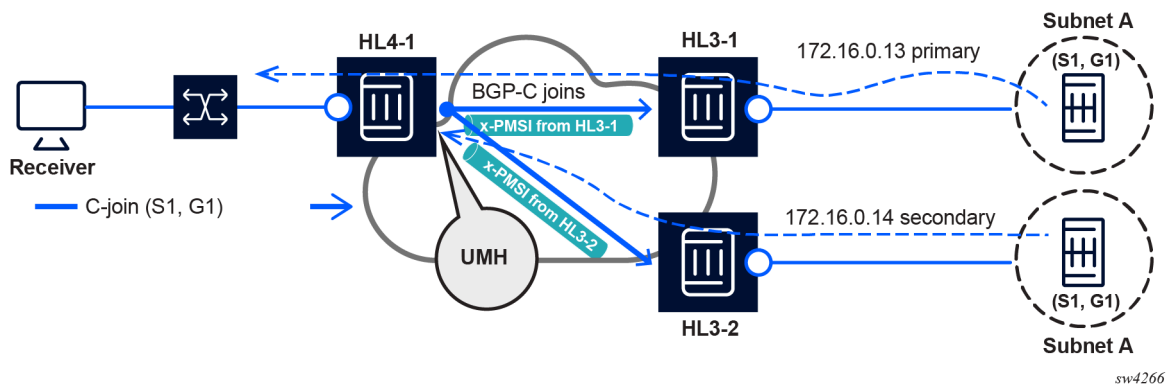 Subnet A
HL4-1
HL3-1
172.16.0.13 primary
(S1, G1)
BGP-C joins
x-PMSI from HL3-1
Receiver
x-PMSI from HL3-2
C-join (S1, G1)
172.16.0.14 secondary
UMH
(S1, G1)
HL3-2
Subnet A
sw4266